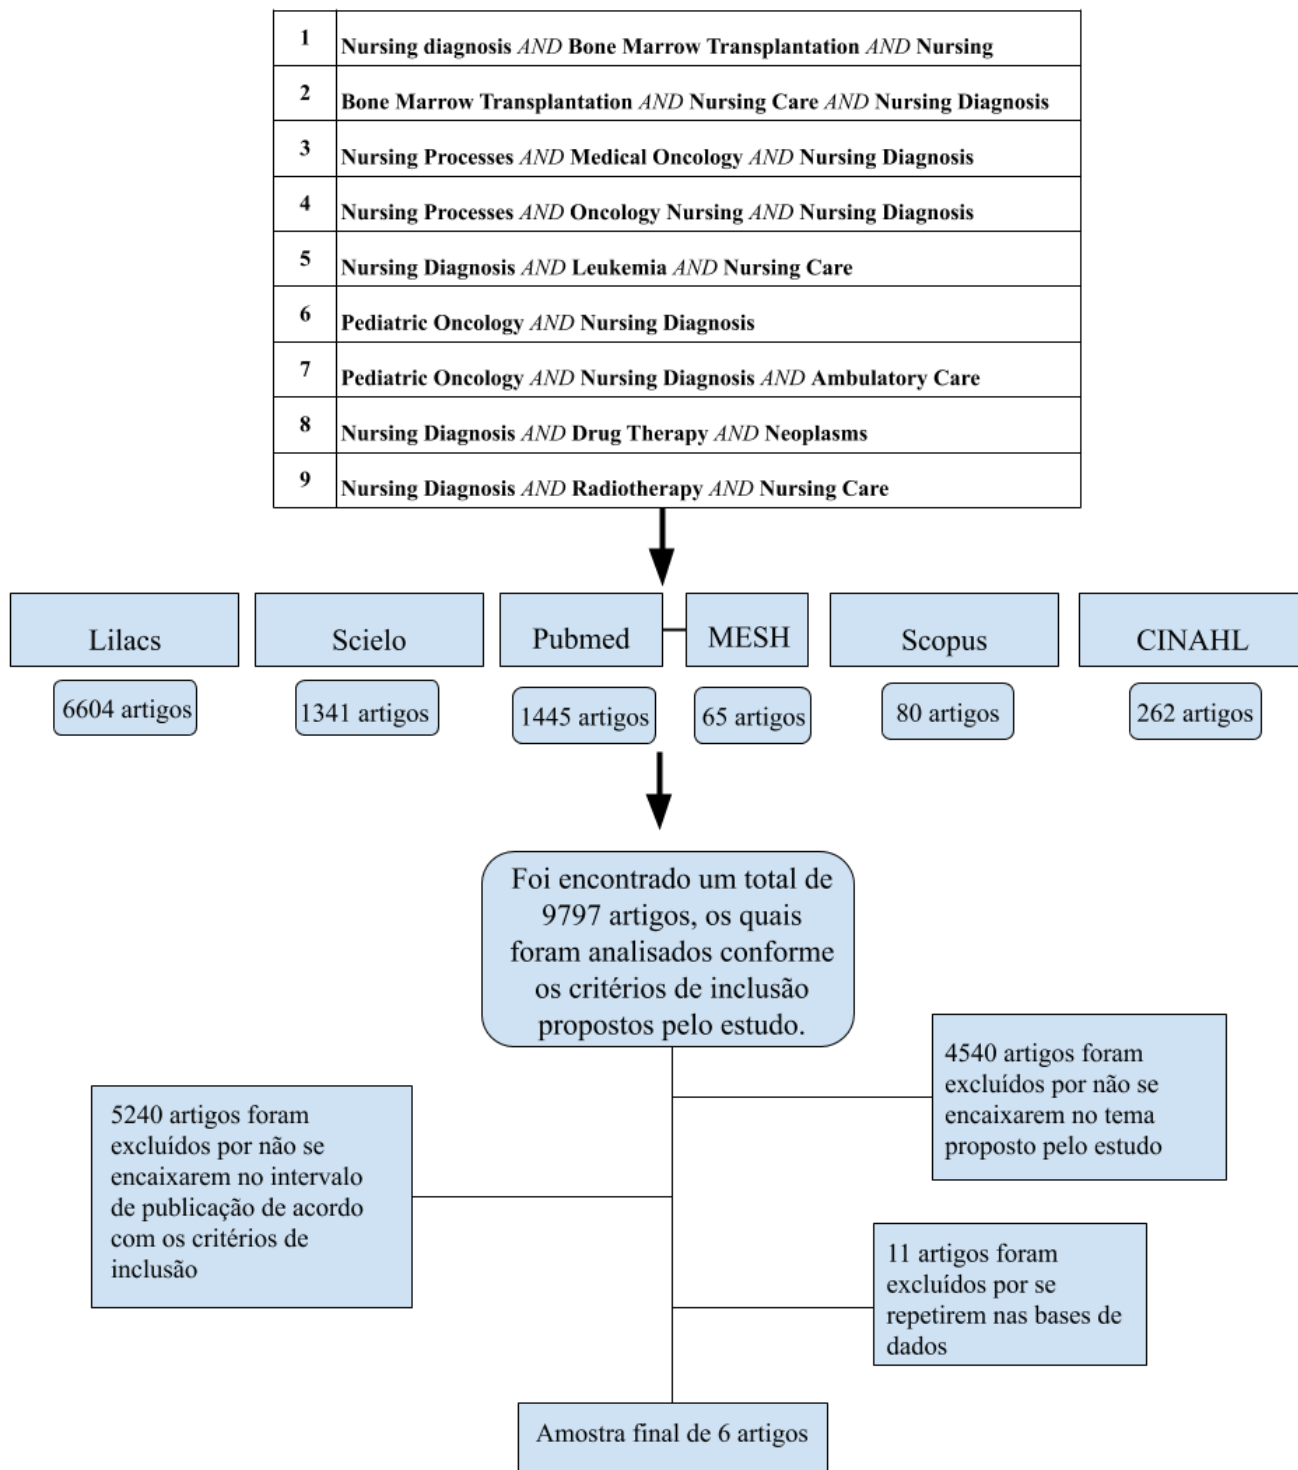 1 Nursing diagnosis AND Bone Marrow Transplantation AND Nursing
2 Bone Marrow Transplantation AND Nursing Care AND Nursing Diagnosis
3 Nursing Processes AND Medical Oncology AND Nursing Diagnosis
4 Nursing Processes AND Oncology Nursing AND Nursing Diagnosis
5 Nursing Diagnosis AND Leukemia AND Nursing Care
6 Pediatric Oncology AND Nursing Diagnosis
7 Pediatric Oncology AND Nursing Diagnosis AND Ambulatory Care
8 Nursing Diagnosis AND Drug Therapy AND Neoplasms
9 Nursing Diagnosis AND Radiotherapy AND Nursing Care
Lilacs
Scielo
Pubmed
MESH
Scopus
CINAHL
6604 artigos
1341 artigos
1445 artigos
65 artigos
80 artigos
262 artigos
Foi encontrado um total de
9797 artigos, os quais
foram analisados conforme
os critérios de inclusão
propostos pelo estudo.
4540 artigos foram
excluídos por não se
encaixarem no tema
proposto pelo estudo
5240 artigos foram
excluídos por não se
encaixarem no intervalo
de publicação de acordo
com os critérios de
inclusão
11 artigos foram
excluídos por se
repetirem nas bases de
dados
Amostra final de 6 artigos